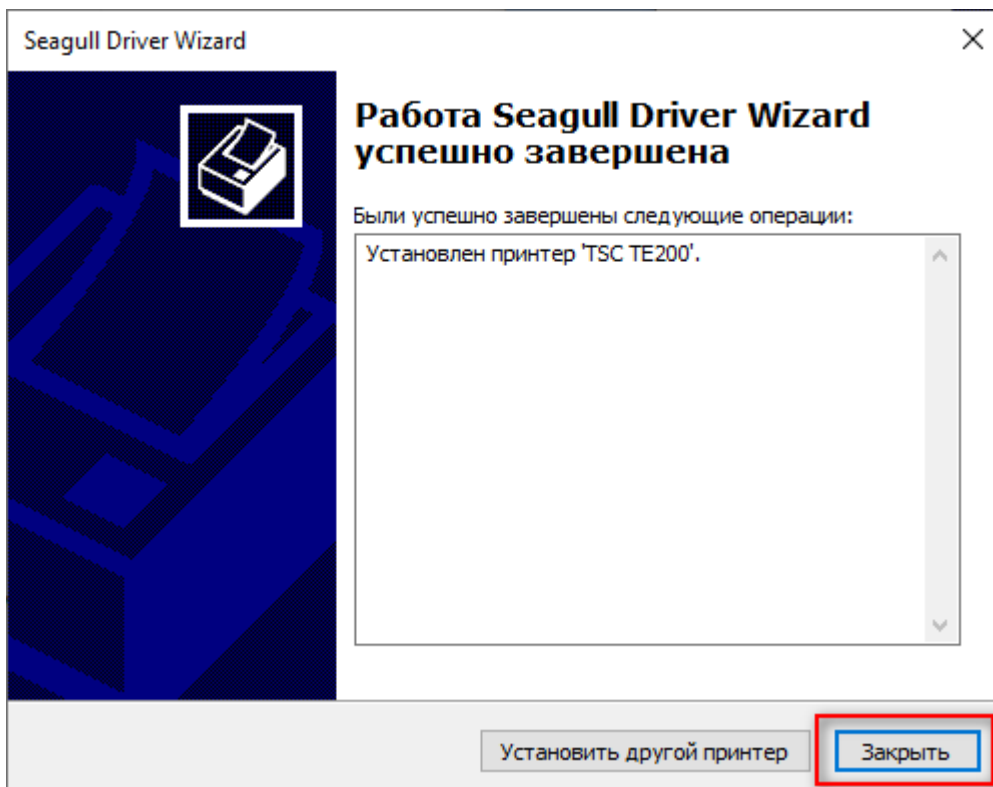 Seagull Driver Wizard
Работа Seagull Driver Wizard
успешно завершена
Были успешно завершены следующие операции:
Установлен принтер 'TSC TE200'.
Установить другой принтер
Закрыть